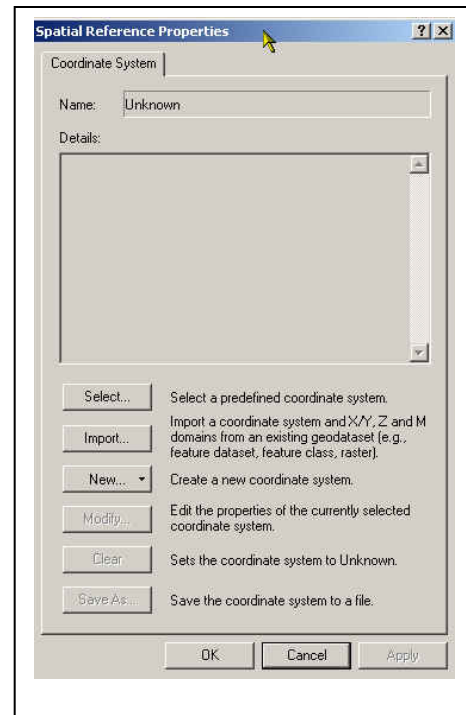 Spatial Reference Properties
Coordinate System
Name: Unknown
Details:
Select... Select a predefined coordinate system.
Import... Import a coordinate system and X/Y, Z and M
domains from an existing geodataset (e.g.,
feature dataset, feature class, raster).
New... Create a new coordinate system.
Modify... Edit the properties of the currently selected
coordinate system.
Clear Sets the coordinate system to Unknown.
Save As... Save the coordinate system to a file.
OK Cancel Apply